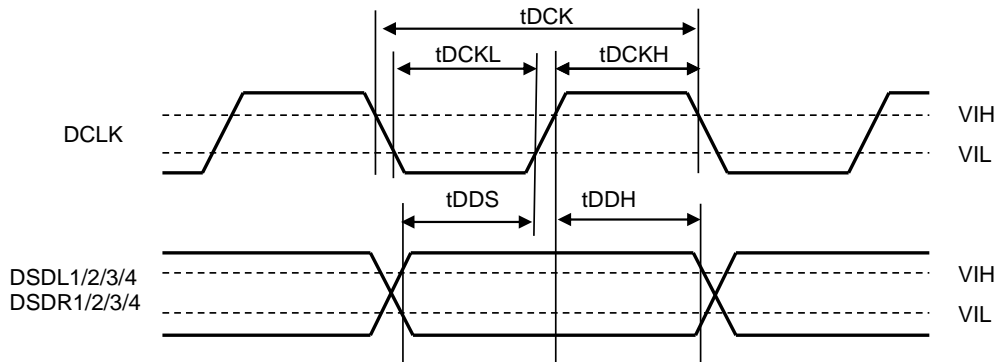 tDCK
tDCKL
tDCKH
DCLK
VIH
VIL
tDDS
tDDH
DSDL1/2/3/4
DSDR1/2/3/4
VIH
VIL